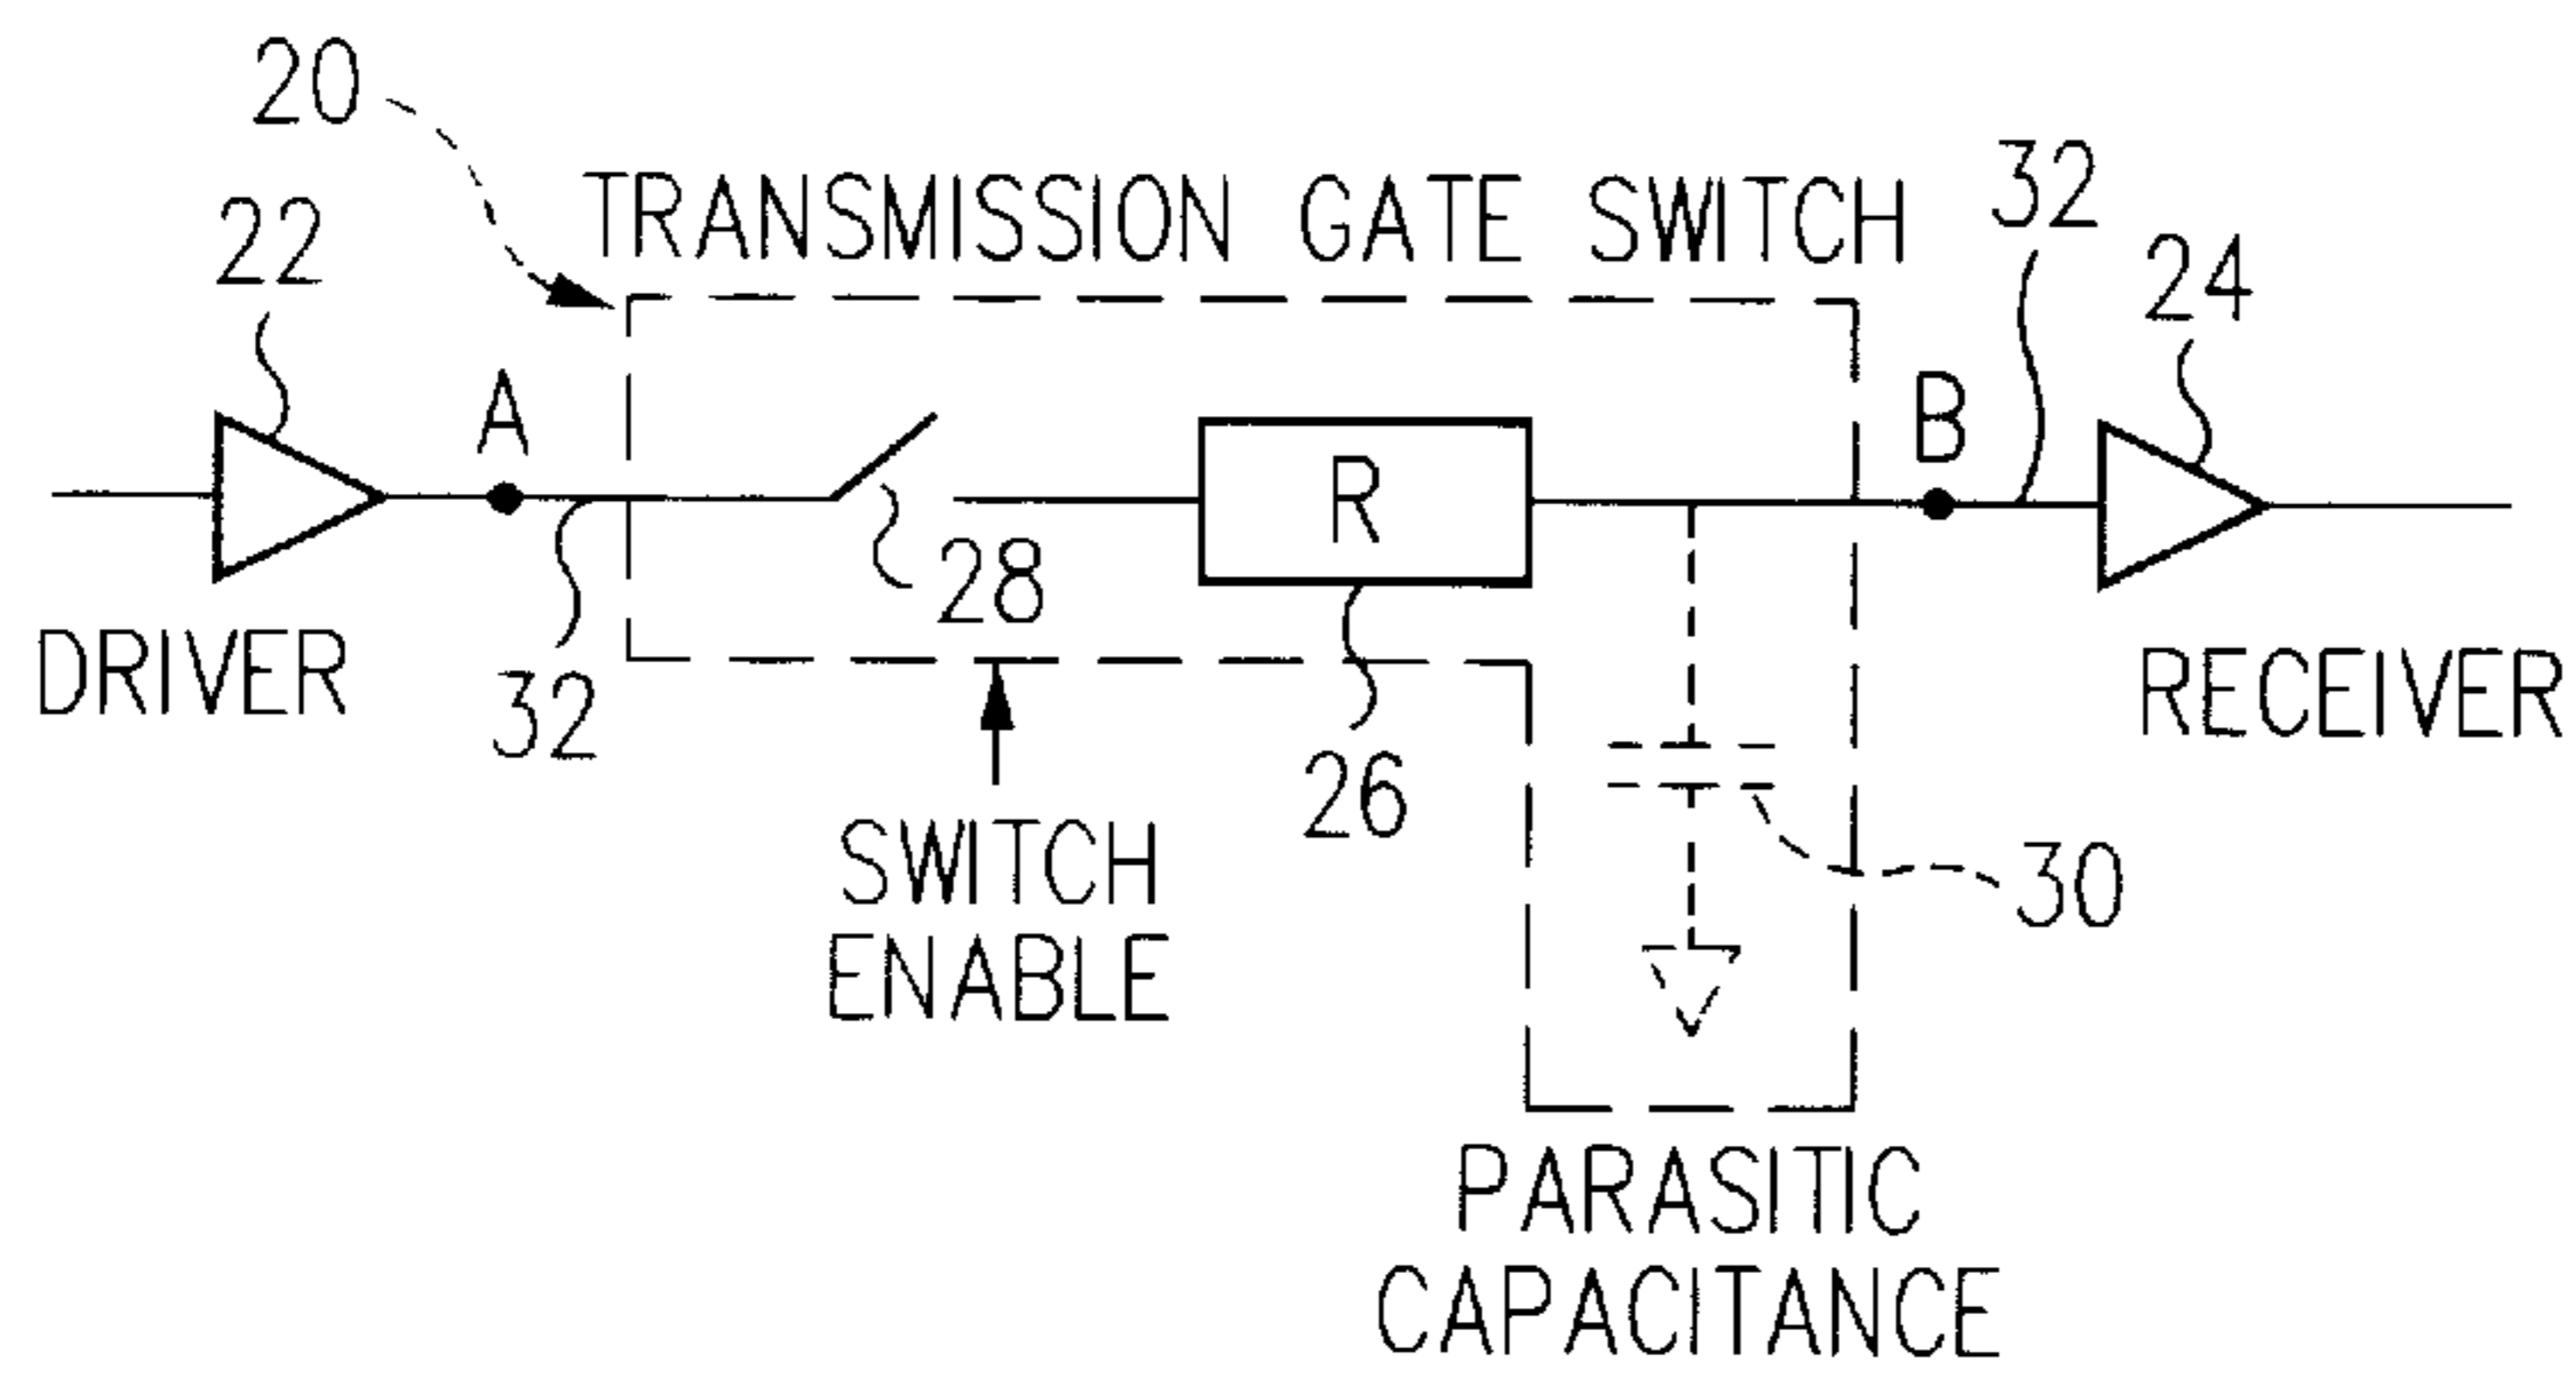 20
TRANSMISSION GATE SWITCH
32
22
24
A
B
R
28
DRIVER
32
RECEIVER
26
SWITCH
ENABLE
30
PARASITIC
CAPACITANCE